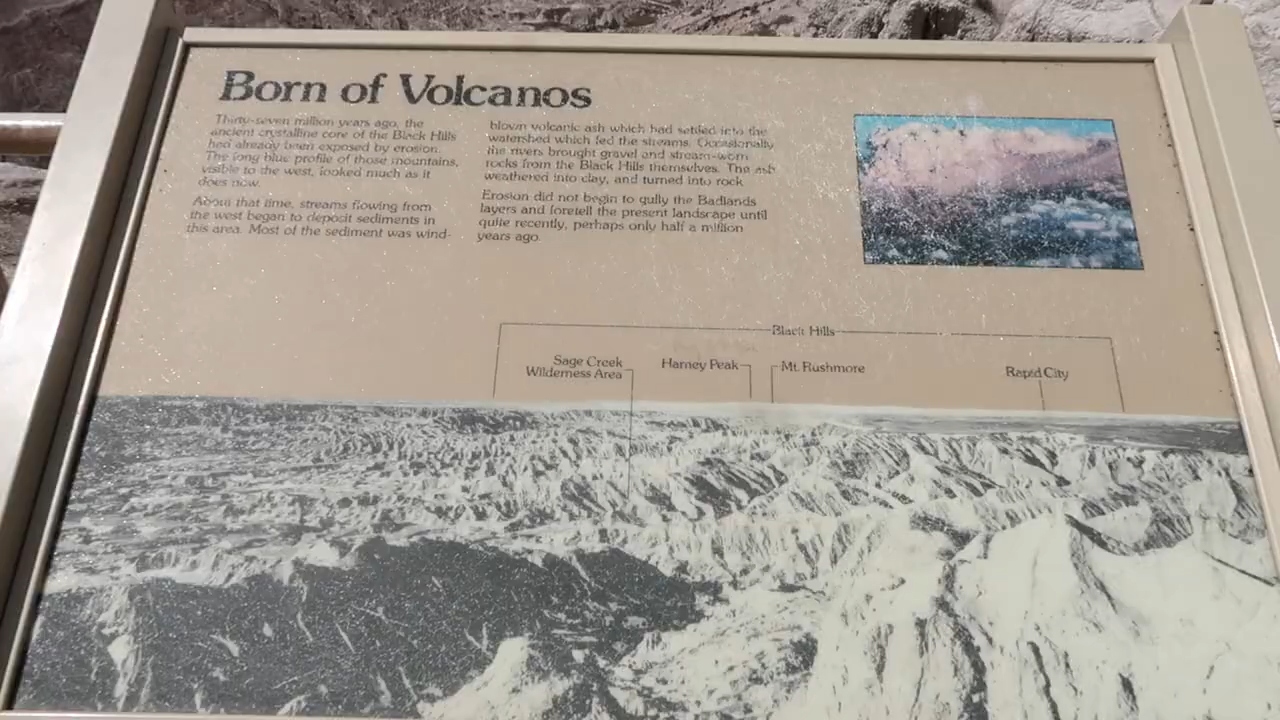 Born of Volcanos
Thirty-seven million years ago, the
ancient crystalline core of the Black Hills
had already been exposed by erosion.
The long blue profile of those mountains,
visible to the west, looked much as it
does now.
About that time, streams flowing from
the west began to deposit sediments in
this area. Most of the sediment was wind-
blown volcanic ash which had settled into the
watershed which fed the streams. Occasionally
the rivers brought gravel and stream-worn
rocks from the Black Hills themselves. The ash
weathered into clay, and turned into rock.
Erosion did not begin to gully the Badlands
layers and foretell the present landscape until
quite recently, perhaps only half a million
years ago.
Black Hills
Sage Creek
Wilderness Area
Harney Peak
Mt. Rushmore
Rapid City